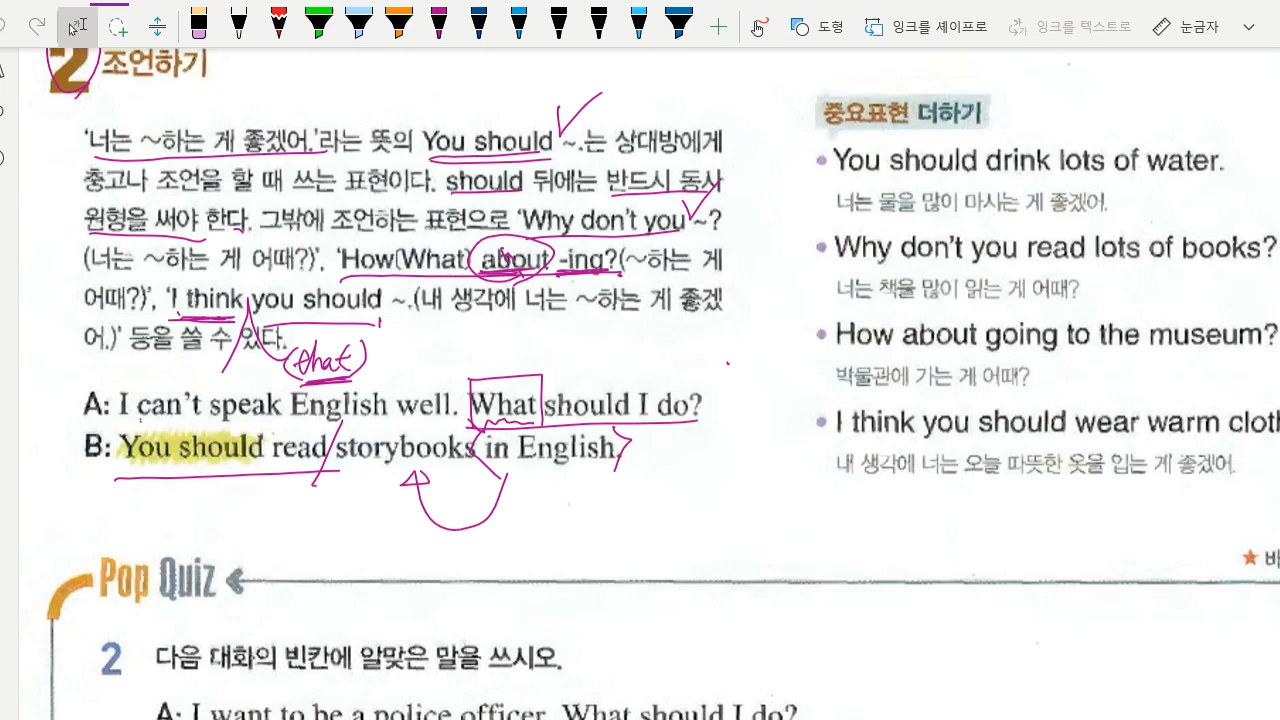 도형
잉크를 셰이프로
잉크를 텍스트로
눈금자
2 조언하기
'너는 ~하는 게 좋겠어.'라는 뜻의 You should ~.는 상대방에게
충고나 조언을 할 때 쓰는 표현이다. should 뒤에는 반드시 동사
원형을 써야 한다. 그밖에 조언하는 표현으로 'Why don't you ~?
(너는 ~하는 게 어때?)', 'How(What) about -ing?(~하는 게
어때?)', 'I think you should ~.(내 생각에 너는 ~하는 게 좋겠
어.)' 등을 쓸 수 있다.
(that)
A: I can't speak English well. What should I do?
B: You should read storybooks in English.
중요표현 더하기
• You should drink lots of water.
너는 물을 많이 마시는 게 좋겠어.
• Why don't you read lots of books?
너는 책을 많이 읽는 게 어때?
• How about going to the museum?
박물관에 가는 게 어때?
• I think you should wear warm cloth
내 생각에 너는 오늘 따뜻한 옷을 입는 게 좋겠어.
★ 바
Pop Quiz
2 다음 대화의 빈칸에 알맞은 말을 쓰시오.
A: I want to be a police officer. What should I do?